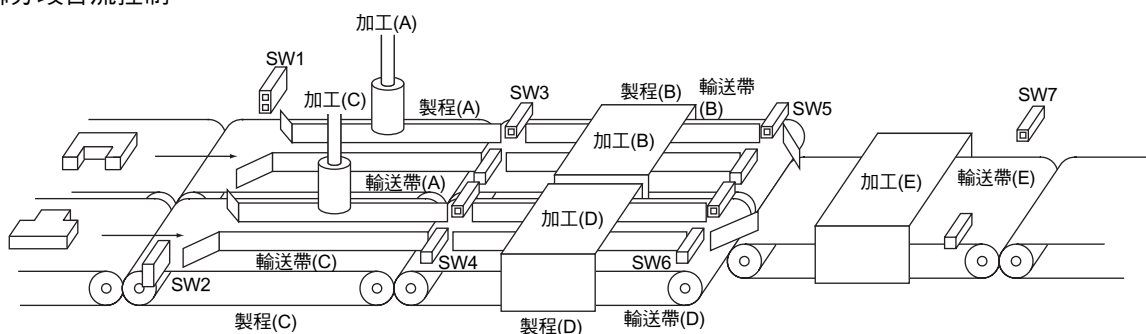 加工(A)
SW1
加工(C)
製程(A)
SW3
製程(B)
輸送帶
(B)
SW5
SW7
加工(B)
加工(E)
輸送帶(E)
輸送帶(A)
加工(D)
SW2
輸送帶(C)
SW4
SW6
製程(C)
製程(D)
輸送帶(D)